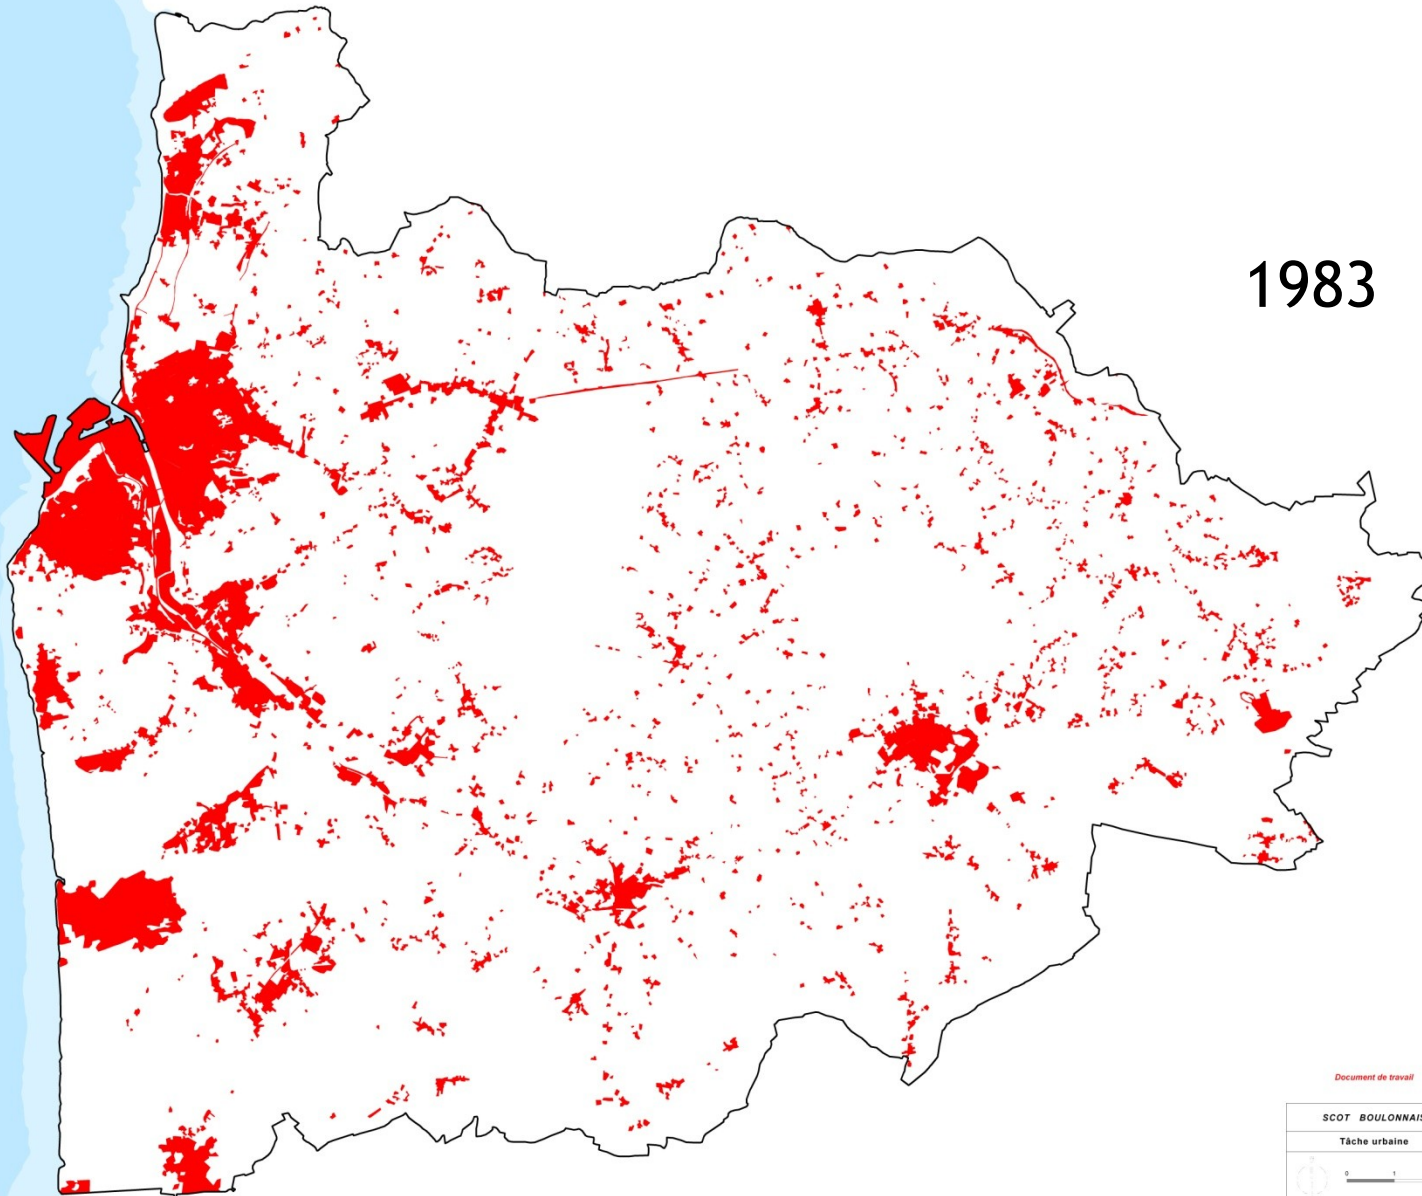 1983
Document de travail
SCOT BOULONNAIS
Tâche urbaine
0 1